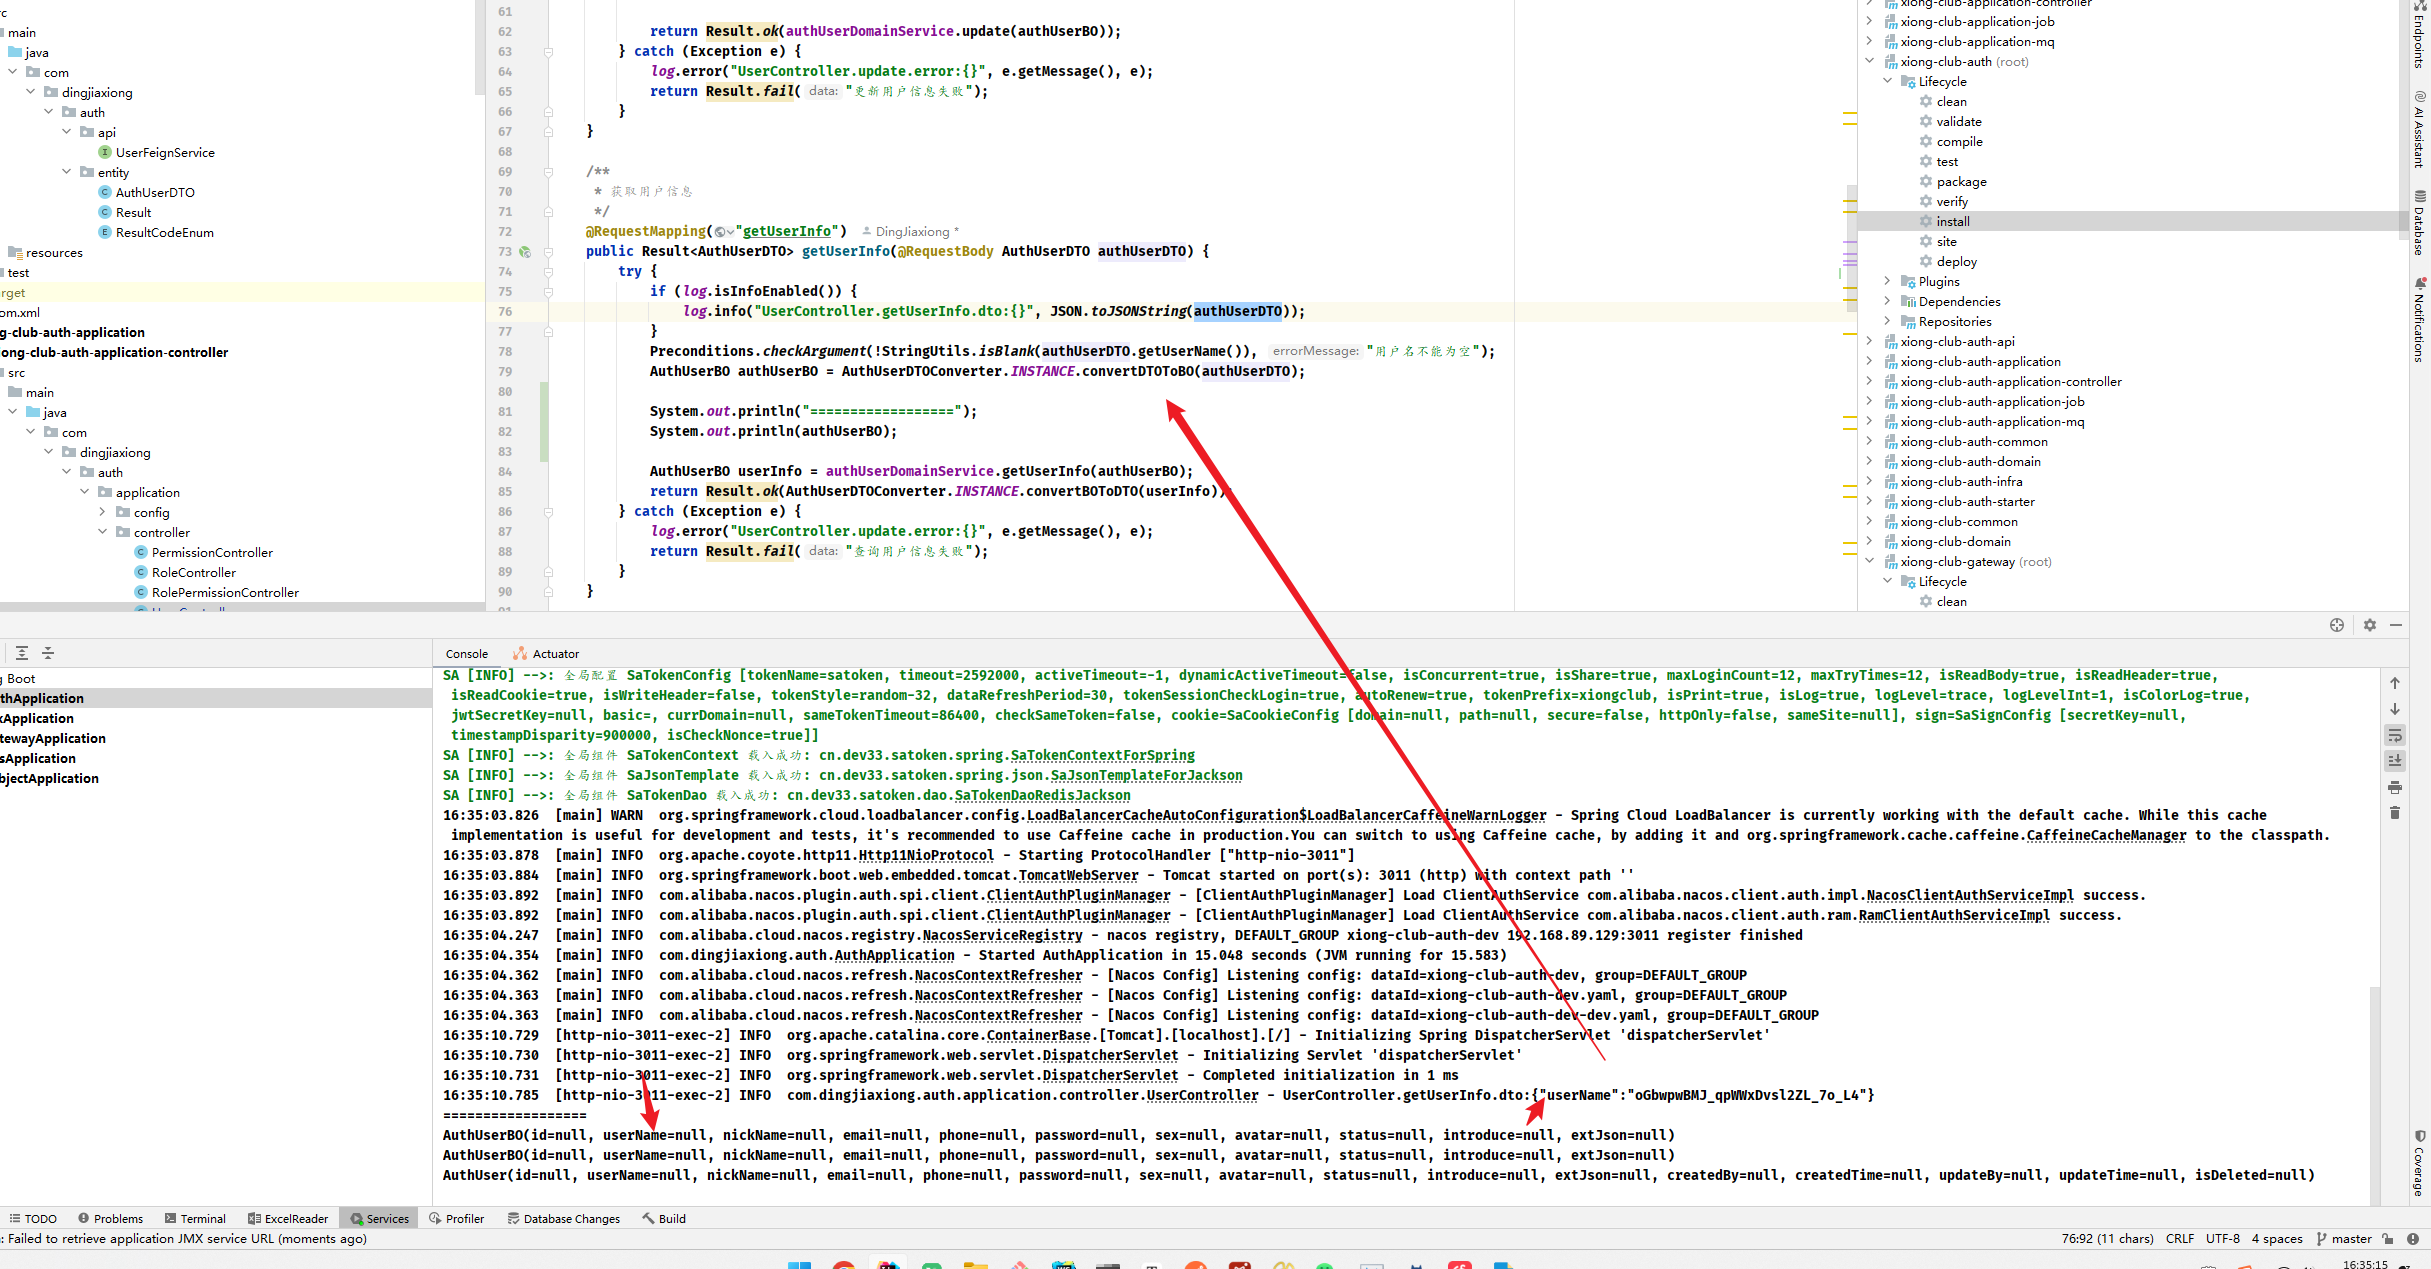 rc
main
java
com
dingjiaxiong
auth
api
UserFeignService
entity
AuthUserDTO
Result
ResultCodeEnum
resources
test
rget
om.xml
g-club-auth-application
iong-club-auth-application-controller
src
main
java
com
dingjiaxiong
auth
application
config
controller
PermissionController
RoleController
RolePermissionController
61
62 return Result.ok(authUserDomainService.update(authUserBO));
63 } catch (Exception e) {
64 log.error("UserController.update.error:{}", e.getMessage(), e);
65 return Result.fail( data: "更新用户信息失败");
66 }
67 }
68
69 /**
70 * 获取用户信息
71 */
72 @RequestMapping("getUserInfo") DingJiaxiong *
73 public Result<AuthUserDTO> getUserInfo(@RequestBody AuthUserDTO authUserDTO) {
74 try {
75 if (log.isInfoEnabled()) {
76 log.info("UserController.getUserInfo.dto:{}", JSON.toJSONString(authUserDTO));
77 }
78 Preconditions.checkArgument(!StringUtils.isBlank(authUserDTO.getUserName()), errorMessage: "用户名不能为空");
79 AuthUserBO authUserBO = AuthUserDTOConverter.INSTANCE.convertDTOToBO(authUserDTO);
80
81 System.out.println("==================");
82 System.out.println(authUserBO);
83
84 AuthUserBO userInfo = authUserDomainService.getUserInfo(authUserBO);
85 return Result.ok(AuthUserDTOConverter.INSTANCE.convertBOToDTO(userInfo));
86 } catch (Exception e) {
87 log.error("UserController.update.error:{}", e.getMessage(), e);
88 return Result.fail( data: "查询用户信息失败");
89 }
90 }
xiong-club-application-controller
xiong-club-application-job
xiong-club-application-mq
xiong-club-auth (root)
Lifecycle
clean
validate
compile
test
package
verify
install
site
deploy
Plugins
Dependencies
Repositories
xiong-club-auth-api
xiong-club-auth-application
xiong-club-auth-application-controller
xiong-club-auth-application-job
xiong-club-auth-application-mq
xiong-club-auth-common
xiong-club-auth-domain
xiong-club-auth-infra
xiong-club-auth-starter
xiong-club-common
xiong-club-domain
xiong-club-gateway (root)
Lifecycle
clean
Endpoints
AI Assistant
Database
Notifications
Coverage
g Boot
thApplication
xApplication
tewayApplication
sApplication
bjectApplication
Console Actuator
SA [INFO] -->: 全局配置 SaTokenConfig [tokenName=satoken, timeout=2592000, activeTimeout=-1, dynamicActiveTimeout=false, isConcurrent=true, isShare=true, maxLoginCount=12, maxTryTimes=12, isReadBody=true, isReadHeader=true,
isReadCookie=true, isWriteHeader=false, tokenStyle=random-32, dataRefreshPeriod=30, tokenSessionCheckLogin=true, autoRenew=true, tokenPrefix=xiongclub, isPrint=true, isLog=true, logLevel=trace, logLevelInt=1, isColorLog=true,
jwtSecretKey=null, basic=, currDomain=null, sameTokenTimeout=86400, checkSameToken=false, cookie=SaCookieConfig [domain=null, path=null, secure=false, httpOnly=false, sameSite=null], sign=SaSignConfig [secretKey=null,
timestampDisparity=900000, isCheckNonce=true]]
SA [INFO] -->: 全局组件 SaTokenContext 载入成功: cn.dev33.satoken.spring.SaTokenContextForSpring
SA [INFO] -->: 全局组件 SaJsonTemplate 载入成功: cn.dev33.satoken.spring.json.SaJsonTemplateForJackson
SA [INFO] -->: 全局组件 SaTokenDao 载入成功: cn.dev33.satoken.dao.SaTokenDaoRedisJackson
16:35:03.826 [main] WARN org.springframework.cloud.loadbalancer.config.LoadBalancerCacheAutoConfiguration$LoadBalancerCaffeineWarnLogger - Spring Cloud LoadBalancer is currently working with the default cache. While this cache
implementation is useful for development and tests, it's recommended to use Caffeine cache in production.You can switch to using Caffeine cache, by adding it and org.springframework.cache.caffeine.CaffeineCacheManager to the classpath.
16:35:03.878 [main] INFO org.apache.coyote.http11.Http11NioProtocol - Starting ProtocolHandler ["http-nio-3011"]
16:35:03.884 [main] INFO org.springframework.boot.web.embedded.tomcat.TomcatWebServer - Tomcat started on port(s): 3011 (http) with context path ''
16:35:03.892 [main] INFO com.alibaba.nacos.plugin.auth.spi.client.ClientAuthPluginManager - [ClientAuthPluginManager] Load ClientAuthService com.alibaba.nacos.client.auth.impl.NacosClientAuthServiceImpl success.
16:35:03.892 [main] INFO com.alibaba.nacos.plugin.auth.spi.client.ClientAuthPluginManager - [ClientAuthPluginManager] Load ClientAuthService com.alibaba.nacos.client.auth.ram.RamClientAuthServiceImpl success.
16:35:04.247 [main] INFO com.alibaba.cloud.nacos.registry.NacosServiceRegistry - nacos registry, DEFAULT_GROUP xiong-club-auth-dev 192.168.89.129:3011 register finished
16:35:04.354 [main] INFO com.dingjiaxiong.auth.AuthApplication - Started AuthApplication in 15.048 seconds (JVM running for 15.583)
16:35:04.362 [main] INFO com.alibaba.cloud.nacos.refresh.NacosContextRefresher - [Nacos Config] Listening config: dataId=xiong-club-auth-dev, group=DEFAULT_GROUP
16:35:04.363 [main] INFO com.alibaba.cloud.nacos.refresh.NacosContextRefresher - [Nacos Config] Listening config: dataId=xiong-club-auth-dev.yaml, group=DEFAULT_GROUP
16:35:04.363 [main] INFO com.alibaba.cloud.nacos.refresh.NacosContextRefresher - [Nacos Config] Listening config: dataId=xiong-club-auth-dev-dev.yaml, group=DEFAULT_GROUP
16:35:10.729 [http-nio-3011-exec-2] INFO org.apache.catalina.core.ContainerBase.[Tomcat].[localhost].[/] - Initializing Spring DispatcherServlet 'dispatcherServlet'
16:35:10.730 [http-nio-3011-exec-2] INFO org.springframework.web.servlet.DispatcherServlet - Initializing Servlet 'dispatcherServlet'
16:35:10.731 [http-nio-3011-exec-2] INFO org.springframework.web.servlet.DispatcherServlet - Completed initialization in 1 ms
16:35:10.785 [http-nio-3011-exec-2] INFO com.dingjiaxiong.auth.application.controller.UserController - UserController.getUserInfo.dto:{"userName":"oGbwpwBMJ_qpWWxDvsl2ZL_7o_L4"}
==================
AuthUserBO(id=null, userName=null, nickName=null, email=null, phone=null, password=null, sex=null, avatar=null, status=null, introduce=null, extJson=null)
AuthUserBO(id=null, userName=null, nickName=null, email=null, phone=null, password=null, sex=null, avatar=null, status=null, introduce=null, extJson=null)
AuthUser(id=null, userName=null, nickName=null, email=null, phone=null, password=null, sex=null, avatar=null, status=null, introduce=null, extJson=null, createdBy=null, createdTime=null, updateBy=null, updateTime=null, isDeleted=null)
TODO Problems Terminal ExcelReader Services Profiler Database Changes Build
: Failed to retrieve application JMX service URL (moments ago) 76:92 (11 chars) CRLF UTF-8 4 spaces master
16:35:15